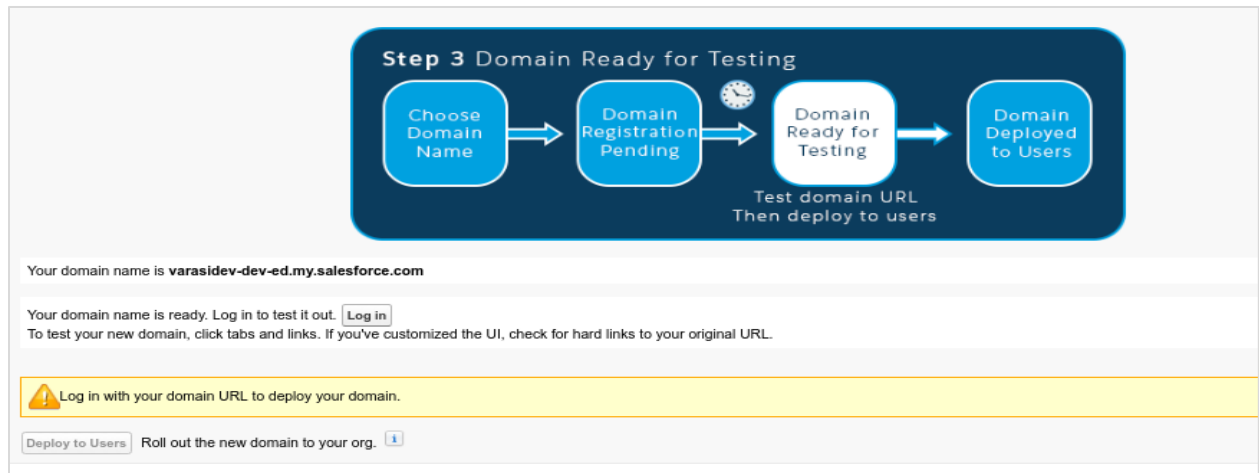 Step 3 Domain Ready for Testing
Choose
Domain
Name
Domain
Registration
Pending
Domain
Ready for
Testing
Domain
Deployed
to Users
Test domain URL
Then deploy to users
Your domain name is varasidev-dev-ed.my.salesforce.com
Your domain name is ready. Log in to test it out. Log in
To test your new domain, click tabs and links. If you've customized the UI, check for hard links to your original URL.
Log in with your domain URL to deploy your domain.
Deploy to Users Roll out the new domain to your org. i